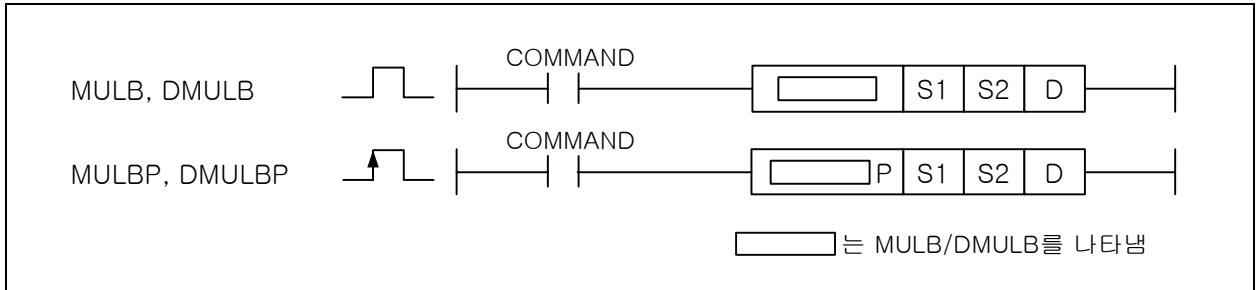 COMMAND
MULB, DMULB S1 S2 D
COMMAND
MULBP, DMULBP P S1 S2 D
는 MULB/DMULB를 나타냄